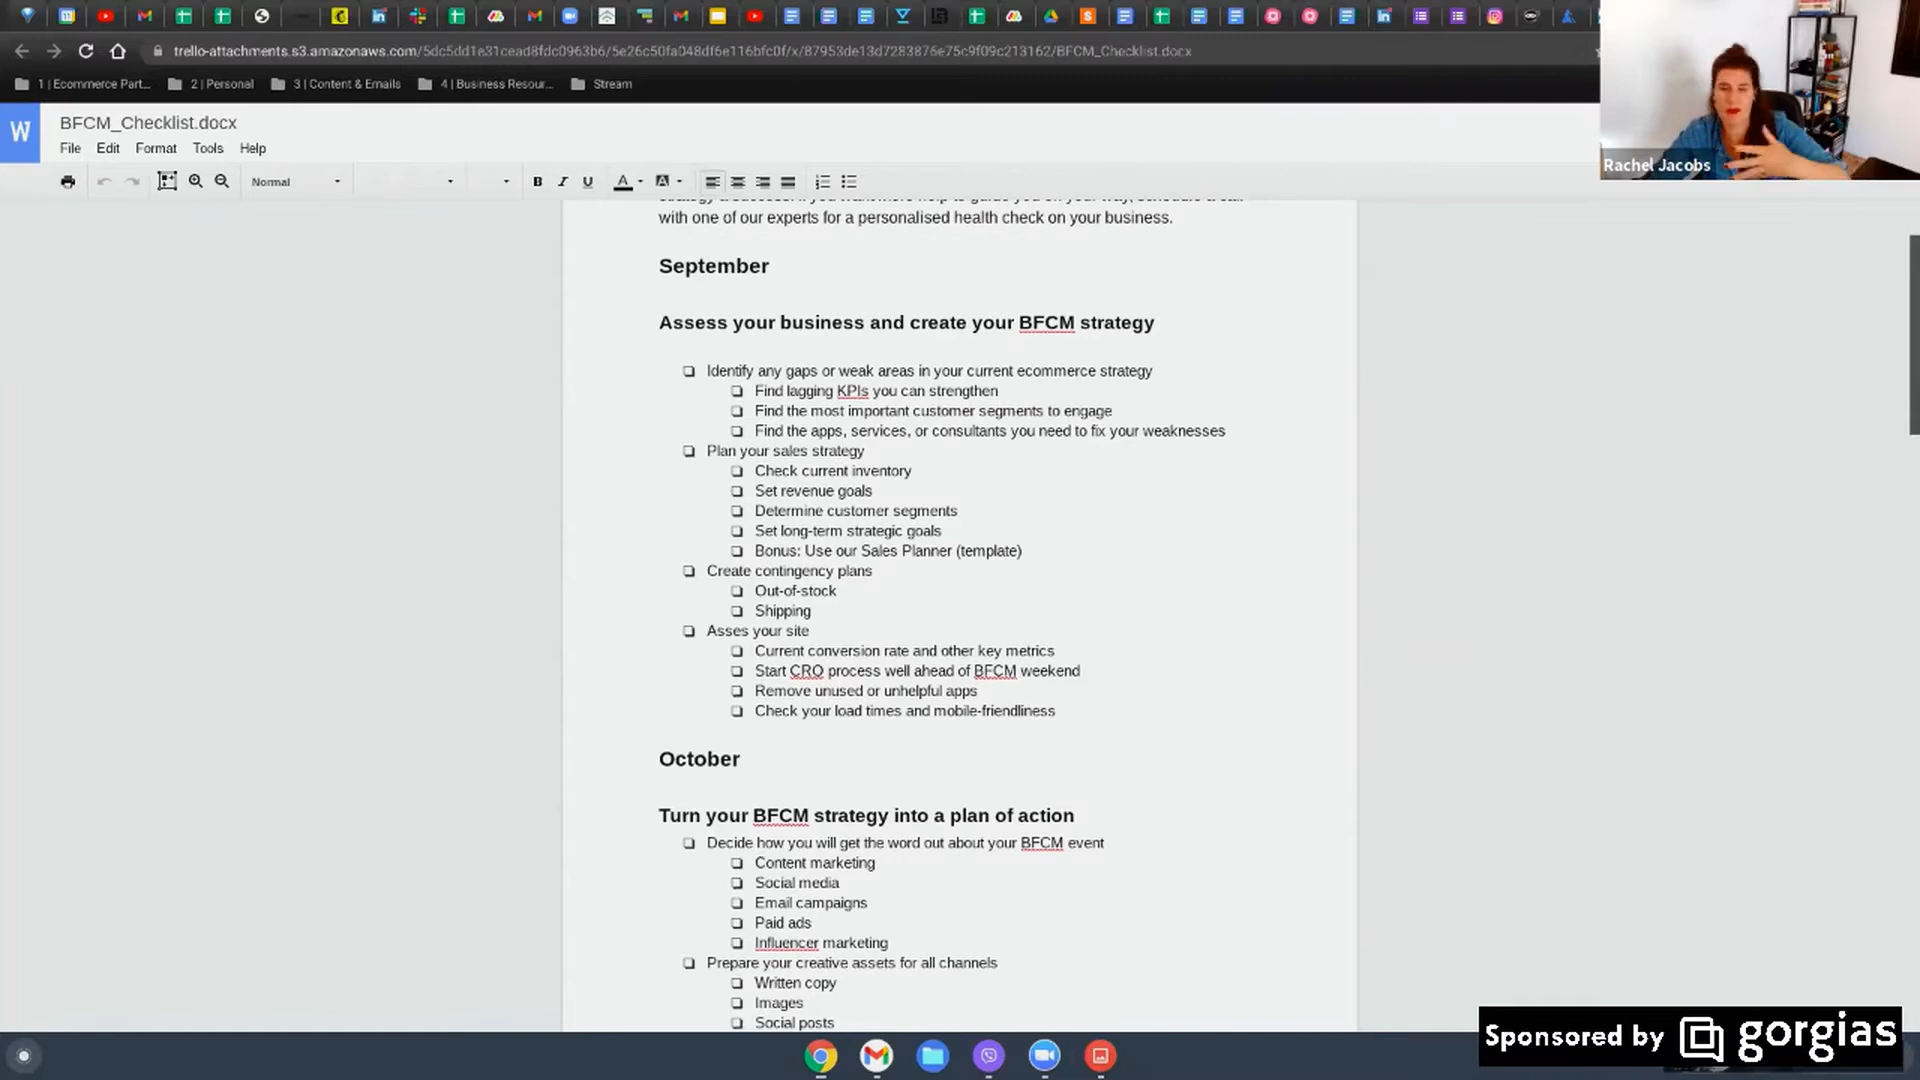 trello-attachments.s3.amazonaws.com/5dc5dd1e31cead8fdc0963b6/5e26c50fa048df6e116bfc0f/x/87953de13d7283876e75c9f09c213162/BFCM_Checklist.docx
1 | Ecommerce Part...
2 | Personal
3 | Content & Emails
4 | Business Resour...
Stream
Rachel Jacobs
W
BFCM_Checklist.docx
File Edit Format Tools Help
Normal
B I U A A
with one of our experts for a personalised health check on your business.
September
Assess your business and create your BFCM strategy
Identify any gaps or weak areas in your current ecommerce strategy
Find lagging KPIs you can strengthen
Find the most important customer segments to engage
Find the apps, services, or consultants you need to fix your weaknesses
Plan your sales strategy
Check current inventory
Set revenue goals
Determine customer segments
Set long-term strategic goals
Bonus: Use our Sales Planner (template)
Create contingency plans
Out-of-stock
Shipping
Asses your site
Current conversion rate and other key metrics
Start CRO process well ahead of BFCM weekend
Remove unused or unhelpful apps
Check your load times and mobile-friendliness
October
Turn your BFCM strategy into a plan of action
Decide how you will get the word out about your BFCM event
Content marketing
Social media
Email campaigns
Paid ads
Influencer marketing
Prepare your creative assets for all channels
Written copy
Images
Social posts
Sponsored by gorgias